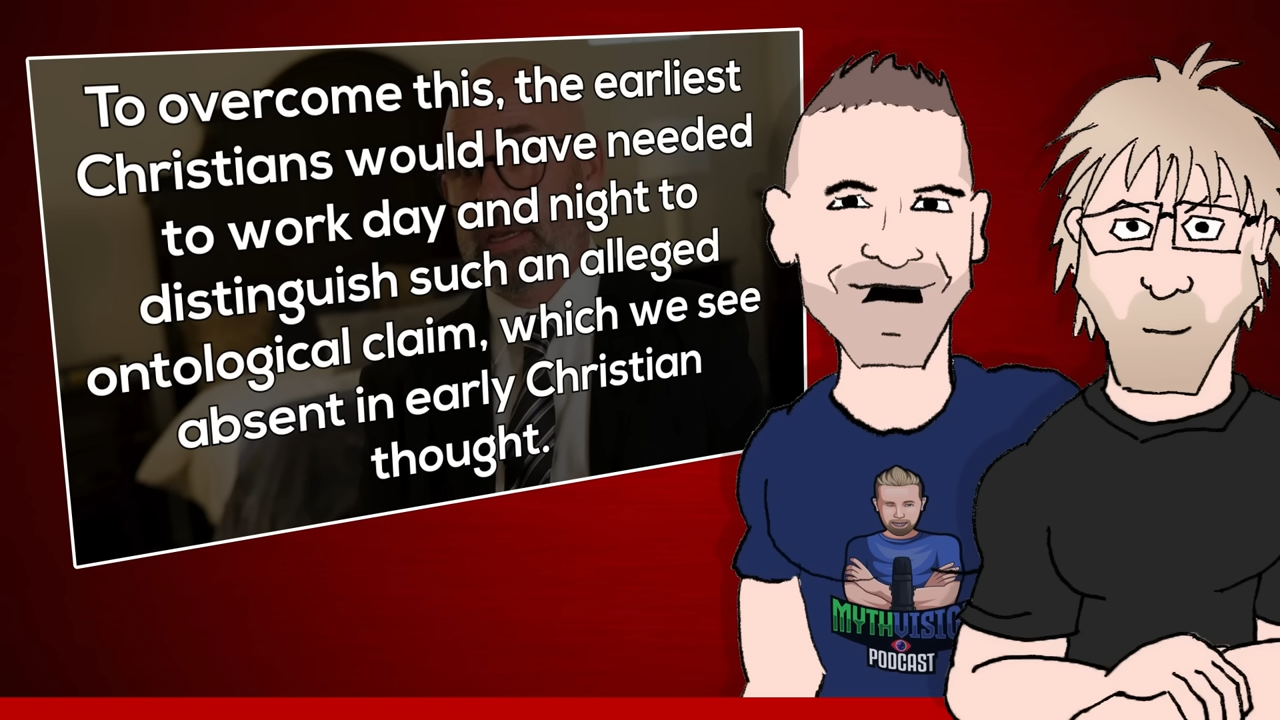 To overcome this, the earliest
Christians would have needed
to work day and night to
distinguish such an alleged
ontological claim, which we see
absent in early Christian
thought.
MYTHVISIO
PODCAST